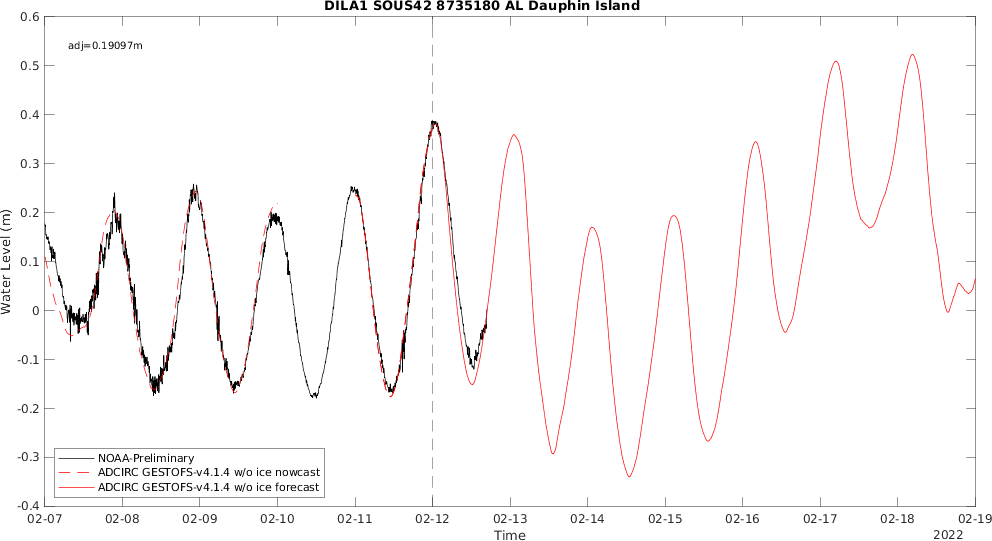 DILA1 SOUS42 8735180 AL Dauphin Island
adj=0.19097m
0.6
0.5
0.4
0.3
0.2
0.1
0
-0.1
-0.2
-0.3
-0.4
Water Level (m)
NOAA-Preliminary
ADCIRC GESTOFS-v4.1.4 w/o ice nowcast
ADCIRC GESTOFS-v4.1.4 w/o ice forecast
02-07 02-08 02-09 02-10 02-11 02-12 02-13 02-14 02-15 02-16 02-17 02-18 02-19
Time
2022